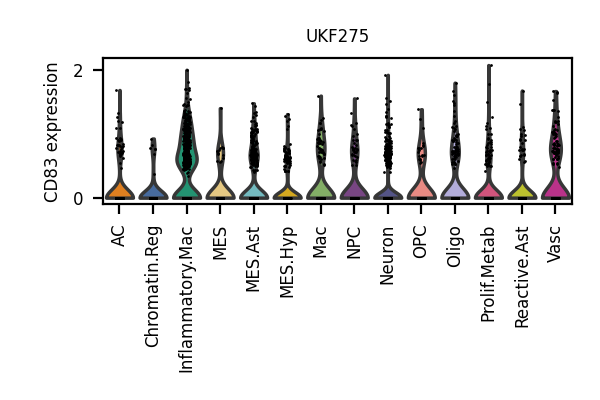 UKF275
CD83 expression
2
0
AC
Chromatin.Reg
Inflammatory.Mac
MES
MES.Ast
MES.Hyp
Mac
NPC
Neuron
OPC
Oligo
Prolif.Metab
Reactive.Ast
Vasc